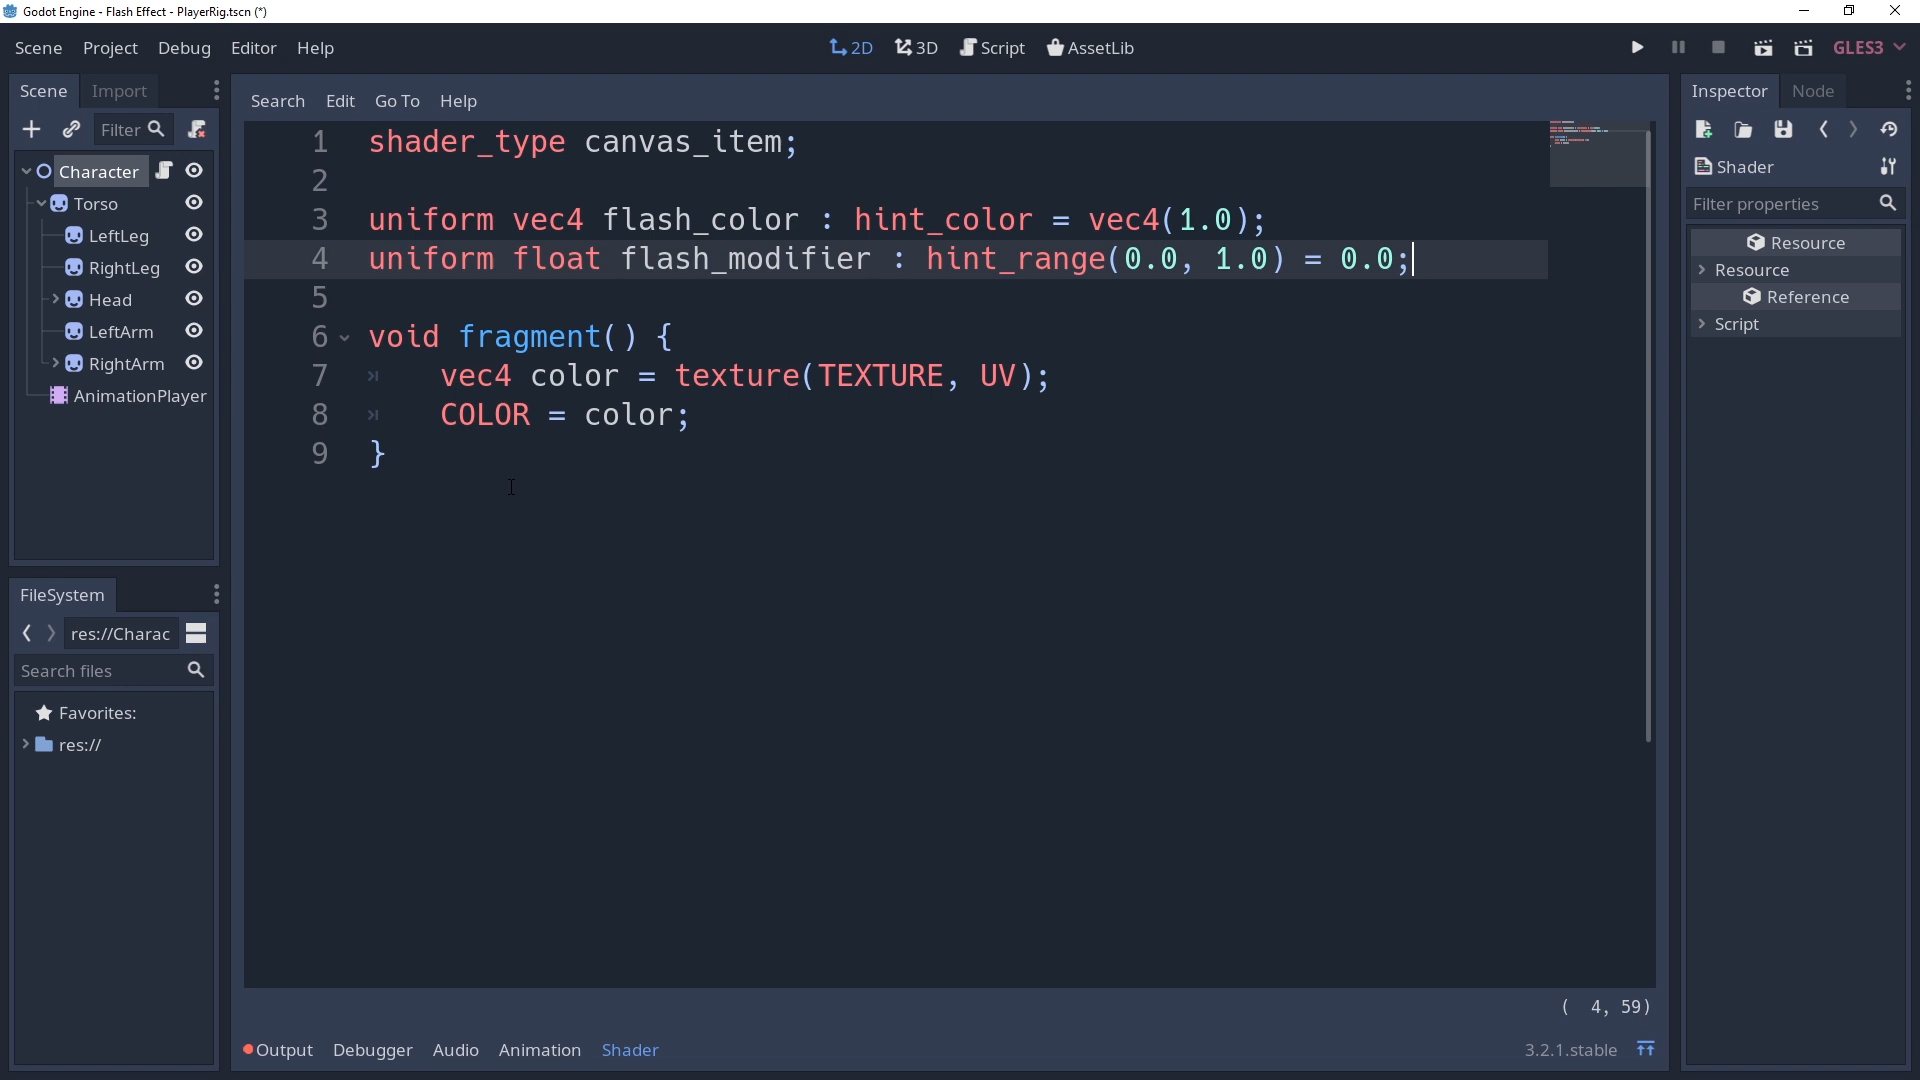 Godot Engine - Flash Effect - PlayerRig.tscn (*)
Scene Project Debug Editor Help
2D 3D Script AssetLib
GLES3
Scene Import
Filter
Character
Torso
LeftLeg
RightLeg
Head
LeftArm
RightArm
AnimationPlayer
FileSystem
res://Charac
Search files
Favorites:
res://
Search Edit Go To Help
1 shader_type canvas_item;
2
3 uniform vec4 flash_color : hint_color = vec4(1.0);
4 uniform float flash_modifier : hint_range(0.0, 1.0) = 0.0;
5
6 void fragment() {
7 vec4 color = texture(TEXTURE, UV);
8 COLOR = color;
9 }
( 4, 59)
Output Debugger Audio Animation Shader
3.2.1.stable
Inspector Node
Shader
Filter properties
Resource
Resource
Reference
Script